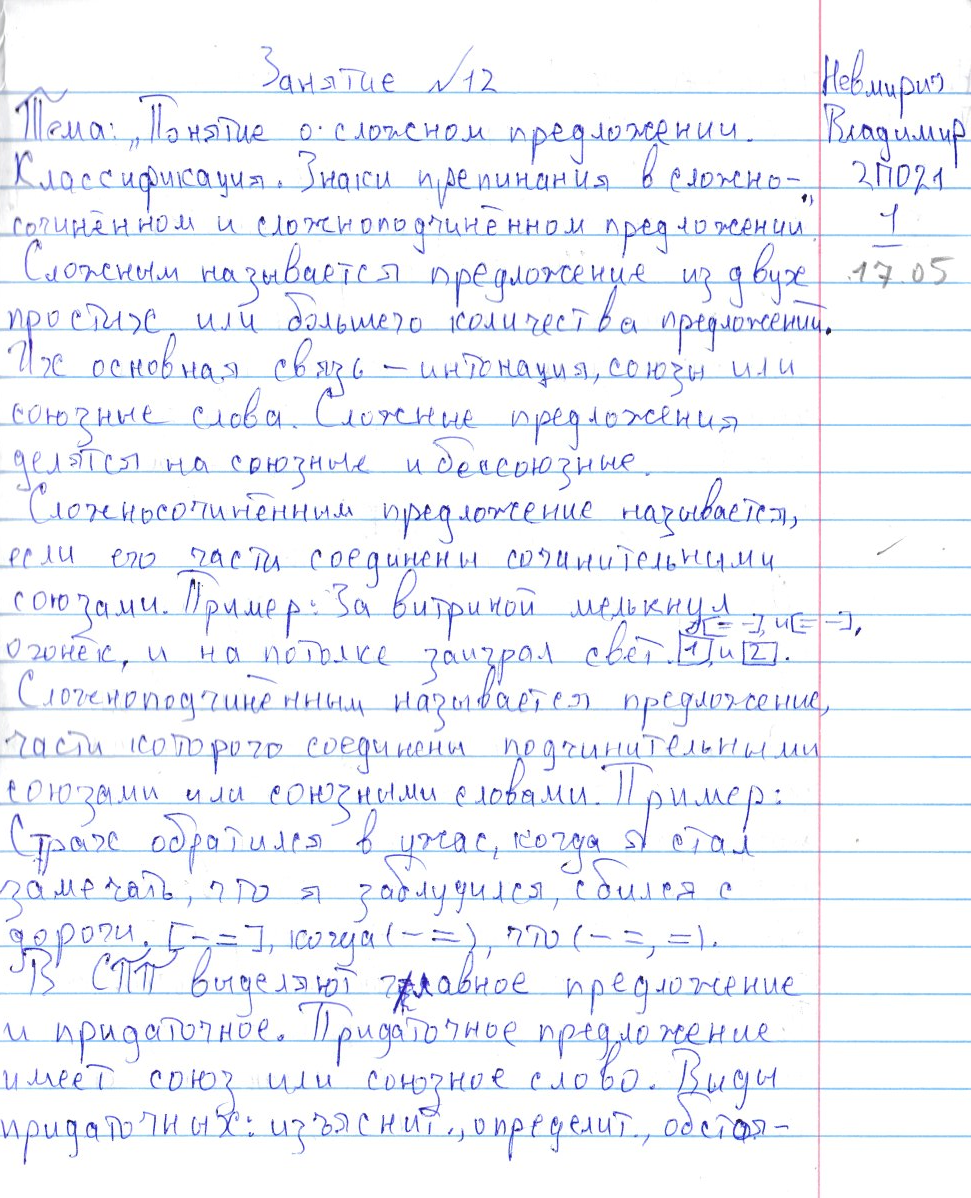 Занятие №12
Невмирич
Тема: „Понятие о сложном предложении.
Владимир
Классификация. Знаки препинания в сложно-
2П021
сочинённом и сложноподчинённом предложении."
1
Сложным называется предложение из двух
17.05
простых или большего количества предложений.
Их основная связь – интонация, союзы или
союзные слова. Сложные предложения
делятся на союзные и бессоюзные.
Сложносочинённым предложение называется,
если его части соединены сочинительными
союзами. Пример: За витриной мелькнул
[= –], и [= –],
огонёк, и на потолке заиграл свет. [1], и [2].
Сложноподчинённым называется предложение,
части которого соединены подчинительными
союзами или союзными словами. Пример:
Страх обратился в ужас, когда я стал
замечать, что я заблудился, сбился с
дороги. [– =], когда (– =), что (– =, =).
В СПП выделяют главное предложение
и придаточное. Придаточное предложение
имеет союз или союзное слово. Виды
придаточных: изъяснит., определит., обстоя-